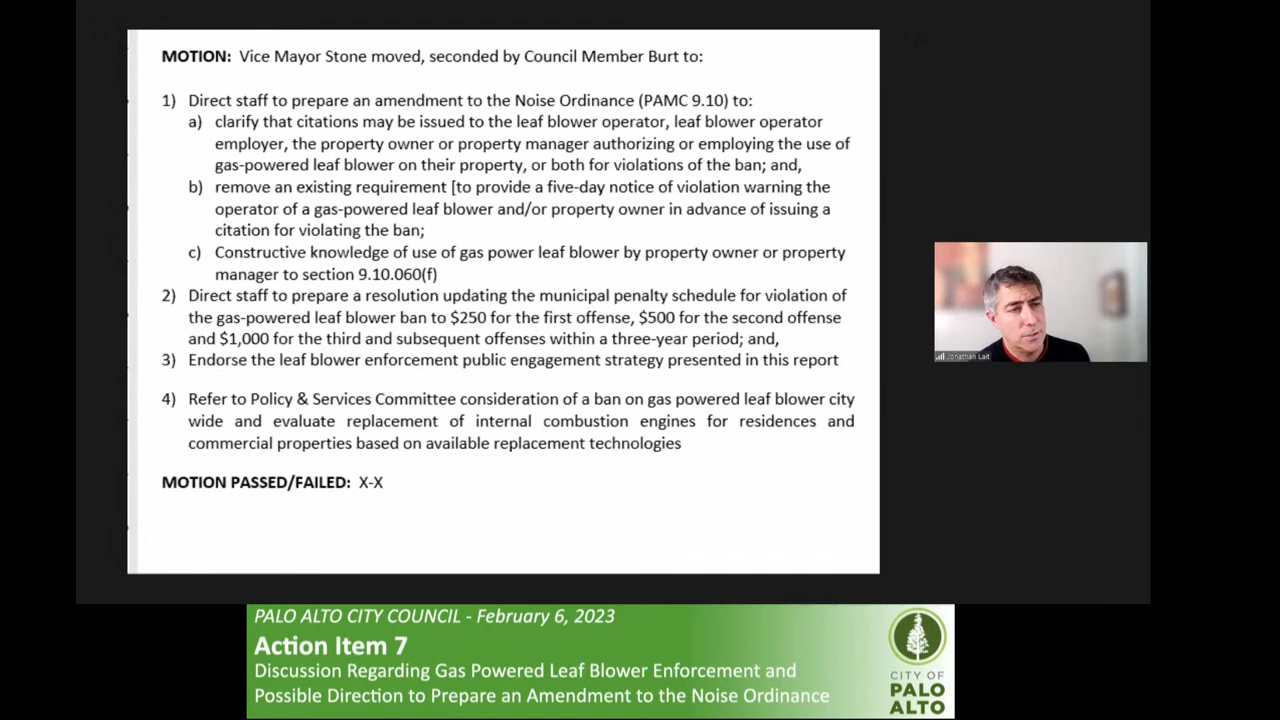 MOTION: Vice Mayor Stone moved, seconded by Council Member Burt to:
1) Direct staff to prepare an amendment to the Noise Ordinance (PAMC 9.10) to:
a) clarify that citations may be issued to the leaf blower operator, leaf blower operator
employer, the property owner or property manager authorizing or employing the use of
gas-powered leaf blower on their property, or both for violations of the ban; and,
b) remove an existing requirement [to provide a five-day notice of violation warning the
operator of a gas-powered leaf blower and/or property owner in advance of issuing a
citation for violating the ban;
c) Constructive knowledge of use of gas power leaf blower by property owner or property
manager to section 9.10.060(f)
2) Direct staff to prepare a resolution updating the municipal penalty schedule for violation of
the gas-powered leaf blower ban to $250 for the first offense, $500 for the second offense
and $1,000 for the third and subsequent offenses within a three-year period; and,
3) Endorse the leaf blower enforcement public engagement strategy presented in this report
4) Refer to Policy & Services Committee consideration of a ban on gas powered leaf blower city
wide and evaluate replacement of internal combustion engines for residences and
commercial properties based on available replacement technologies
MOTION PASSED/FAILED: X-X
Jonathan Lait
PALO ALTO CITY COUNCIL - February 6, 2023
Action Item 7
Discussion Regarding Gas Powered Leaf Blower Enforcement and
Possible Direction to Prepare an Amendment to the Noise Ordinance
CITY OF
PALO
ALTO